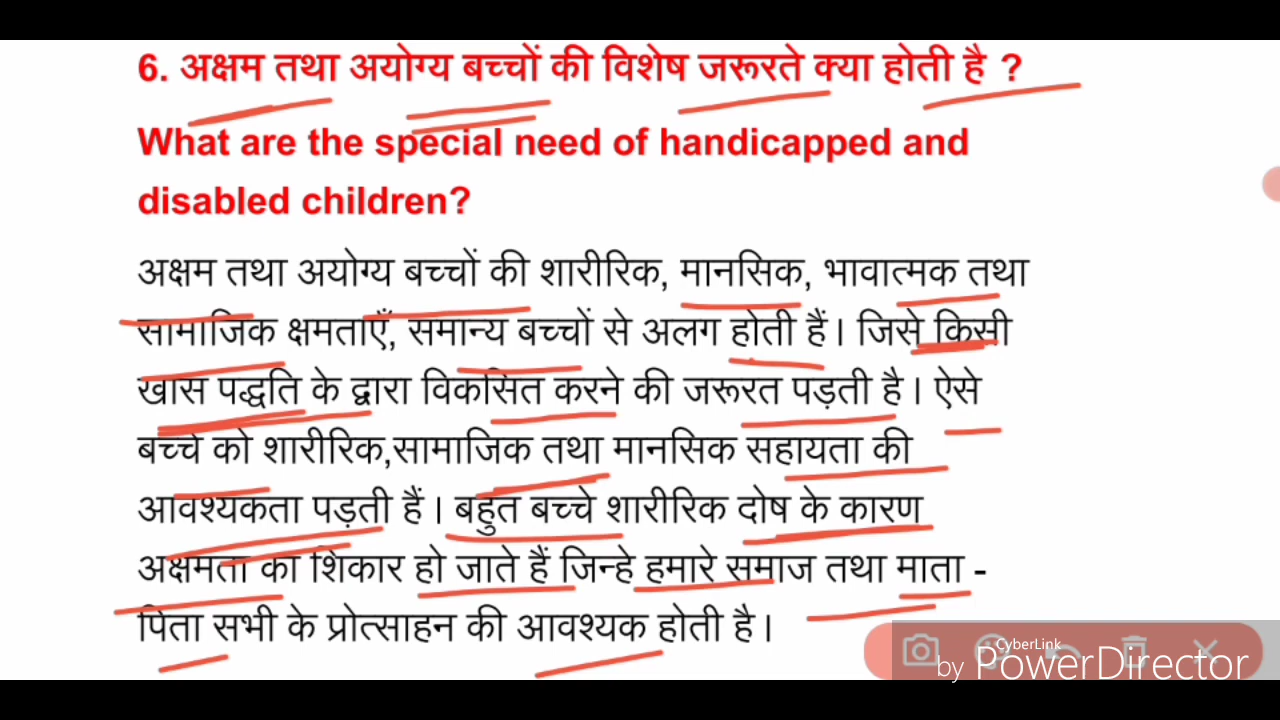 6. अक्षम तथा अयोग्य बच्चों की विशेष जरूरते क्या होती है ?
What are the special need of handicapped and
disabled children?
अक्षम तथा अयोग्य बच्चों की शारीरिक, मानसिक, भावात्मक तथा
सामाजिक क्षमताएँ, समान्य बच्चों से अलग होती हैं। जिसे किसी
खास पद्धति के द्वारा विकसित करने की जरूरत पड़ती है। ऐसे
बच्चे को शारीरिक,सामाजिक तथा मानसिक सहायता की
आवश्यकता पड़ती हैं। बहुत बच्चे शारीरिक दोष के कारण
अक्षमता का शिकार हो जाते हैं जिन्हे हमारे समाज तथा माता -
पिता सभी के प्रोत्साहन की आवश्यक होती है।
CyberLink
by PowerDirector